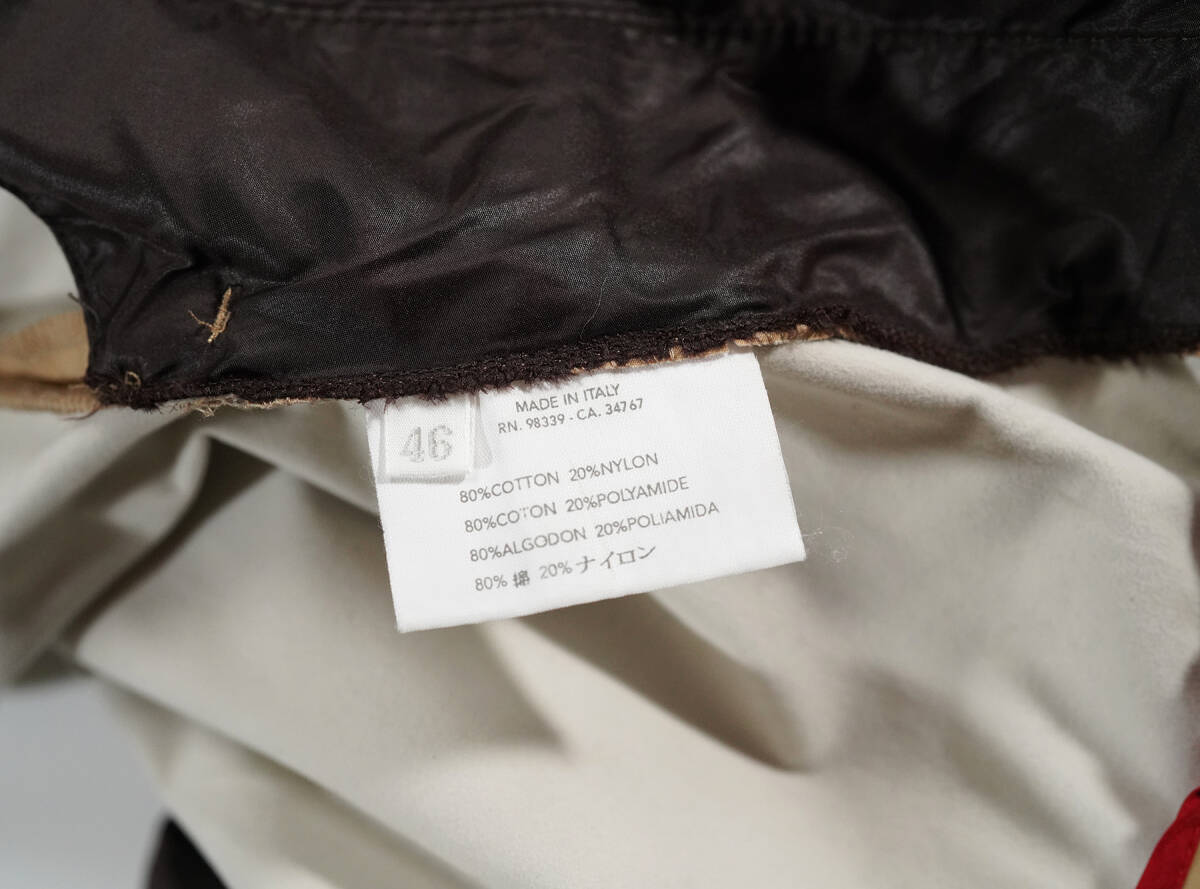 MADE IN ITALY
RN. 98339 - CA. 34767
46
80%COTTON 20%NYLON
80%COTON 20%POLYAMIDE
80%ALGODON 20%POLIAMIDA
80% 綿 20% ナイロン